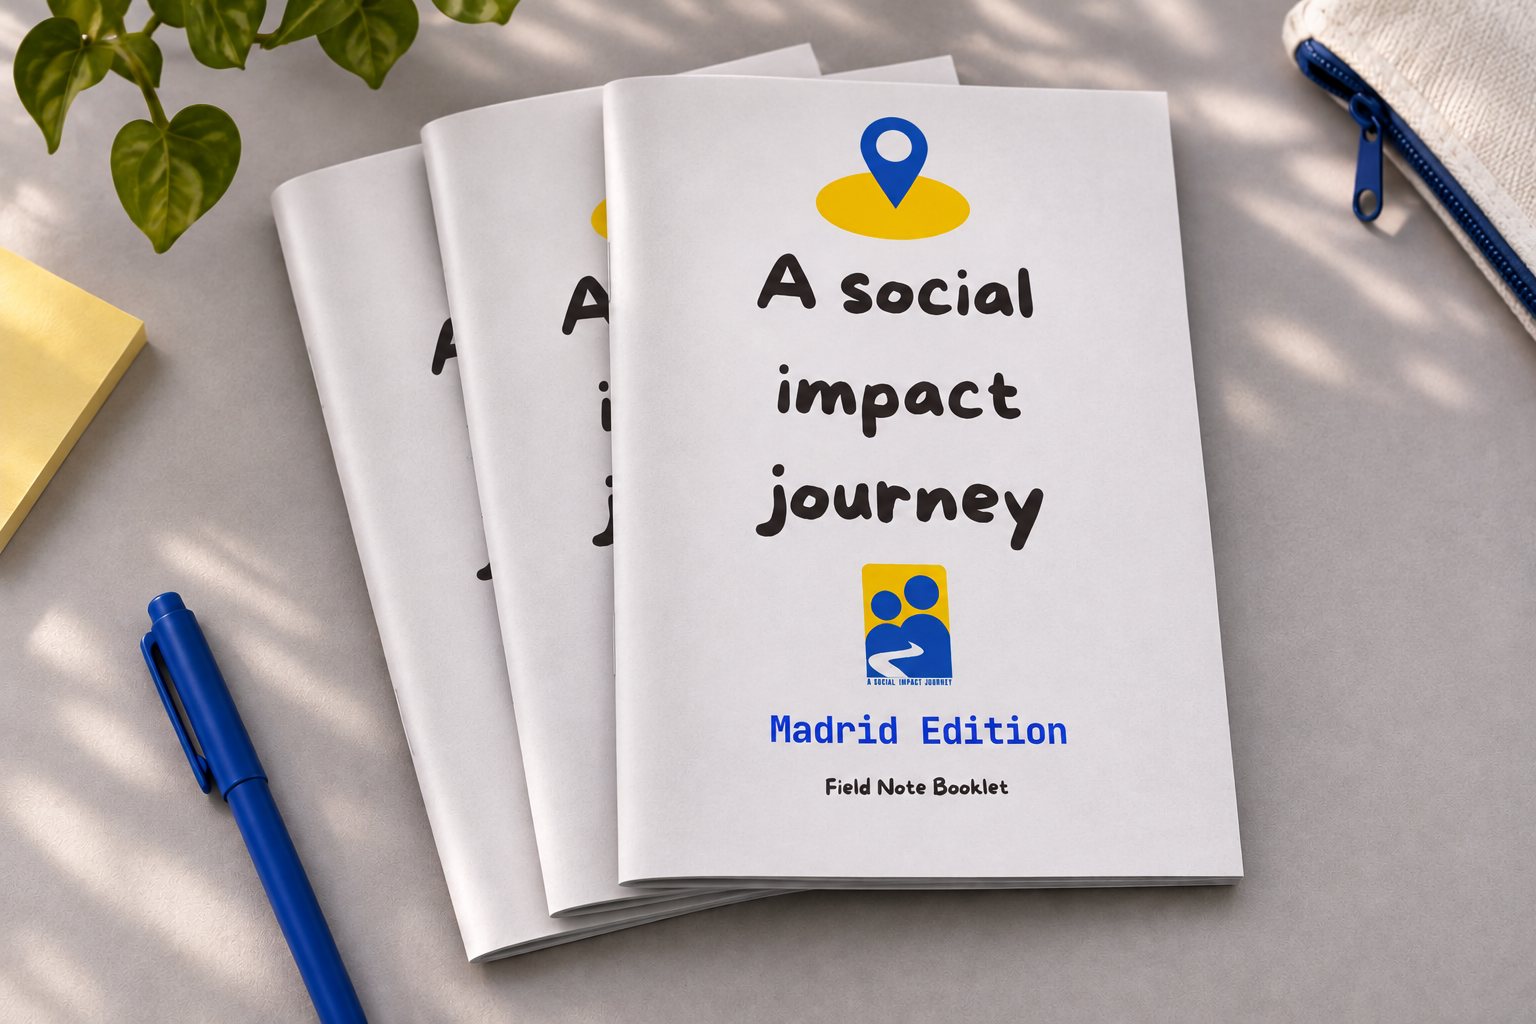 A social
impact
journey
A SOCIAL IMPACT JOURNEY
Madrid Edition
Field Note Booklet